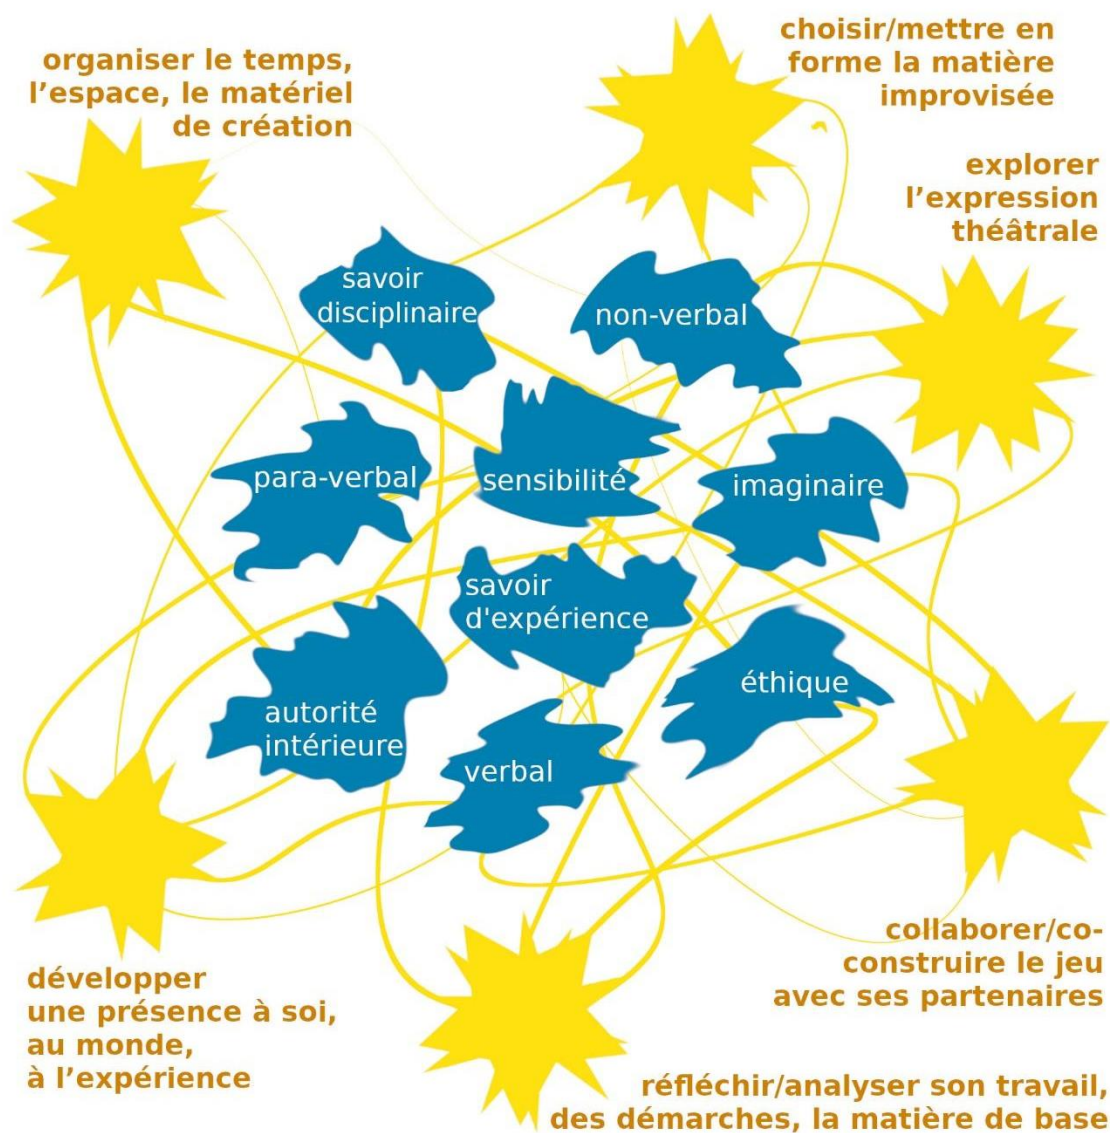 organiser le temps,
l’espace, le matériel
de création
choisir/mettre en
forme la matière
improvisée
explorer
l’expression
théâtrale
savoir
disciplinaire
non-verbal
para-verbal
sensibilité
imaginaire
savoir
d'expérience
autorité
intérieure
éthique
verbal
développer
une présence à soi,
au monde,
à l’expérience
collaborer/co-
construire le jeu
avec ses partenaires
réfléchir/analyser son travail,
des démarches, la matière de base